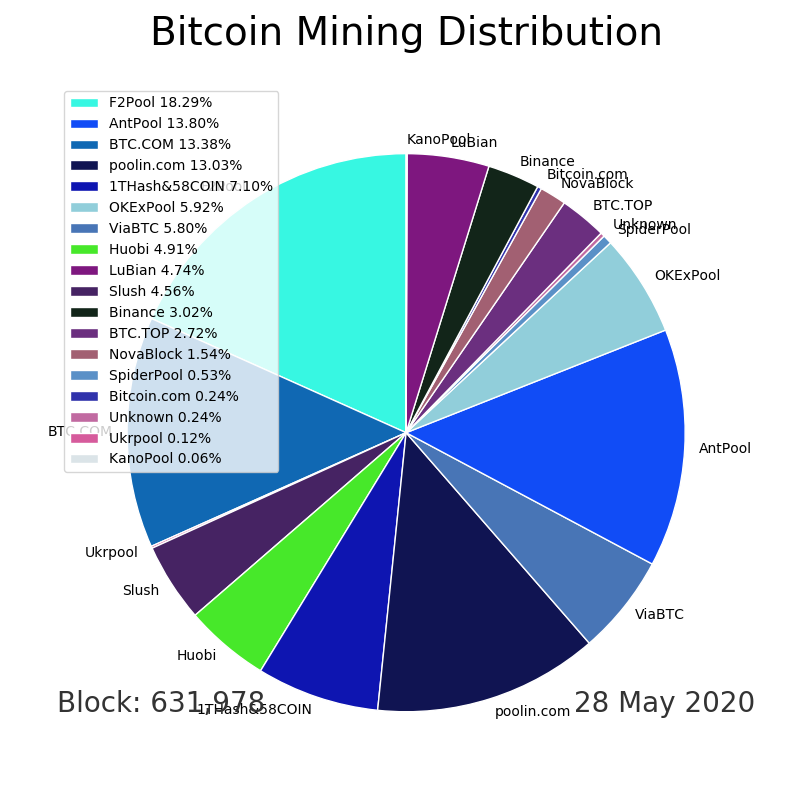 Bitcoin Mining Distribution
F2Pool 18.29%
AntPool 13.80%
BTC.COM 13.38%
poolin.com 13.03%
1THash&58COIN 7.10%
OKExPool 5.92%
ViaBTC 5.80%
Huobi 4.91%
LuBian 4.74%
Slush 4.56%
Binance 3.02%
BTC.TOP 2.72%
NovaBlock 1.54%
SpiderPool 0.53%
Bitcoin.com 0.24%
Unknown 0.24%
Ukrpool 0.12%
KanoPool 0.06%
KanoPool
LuBian
Binance
Bitcoin.com
NovaBlock
BTC.TOP
Unknown
SpiderPool
OKExPool
AntPool
ViaBTC
poolin.com
1THash&58COIN
Huobi
Slush
Ukrpool
BTC.COM
Block: 631,978
28 May 2020